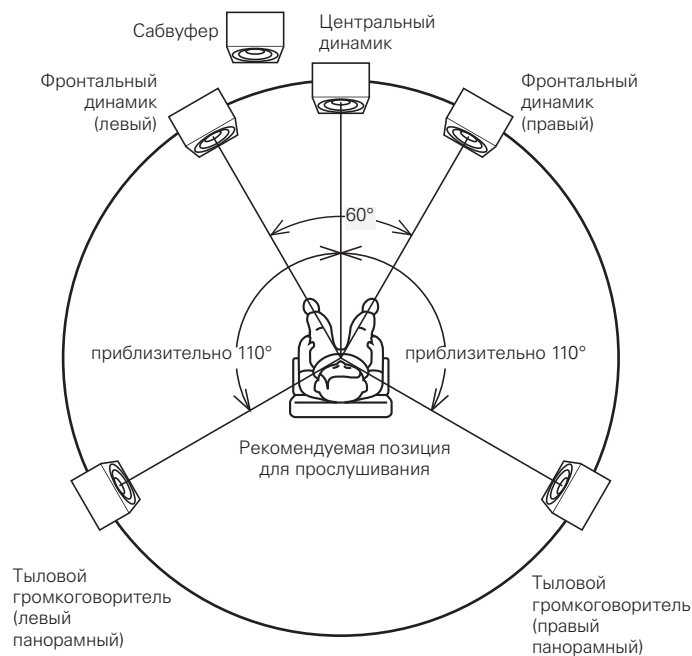 Сабвуфер
Центральный
динамик
Фронтальный
динамик
(левый)
Фронтальный
динамик
(правый)
60°
приблизительно 110°
приблизительно 110°
Рекомендуемая позиция
для прослушивания
Тыловой
громкоговоритель
(левый
панорамный)
Тыловой
громкоговоритель
(правый
панорамный)